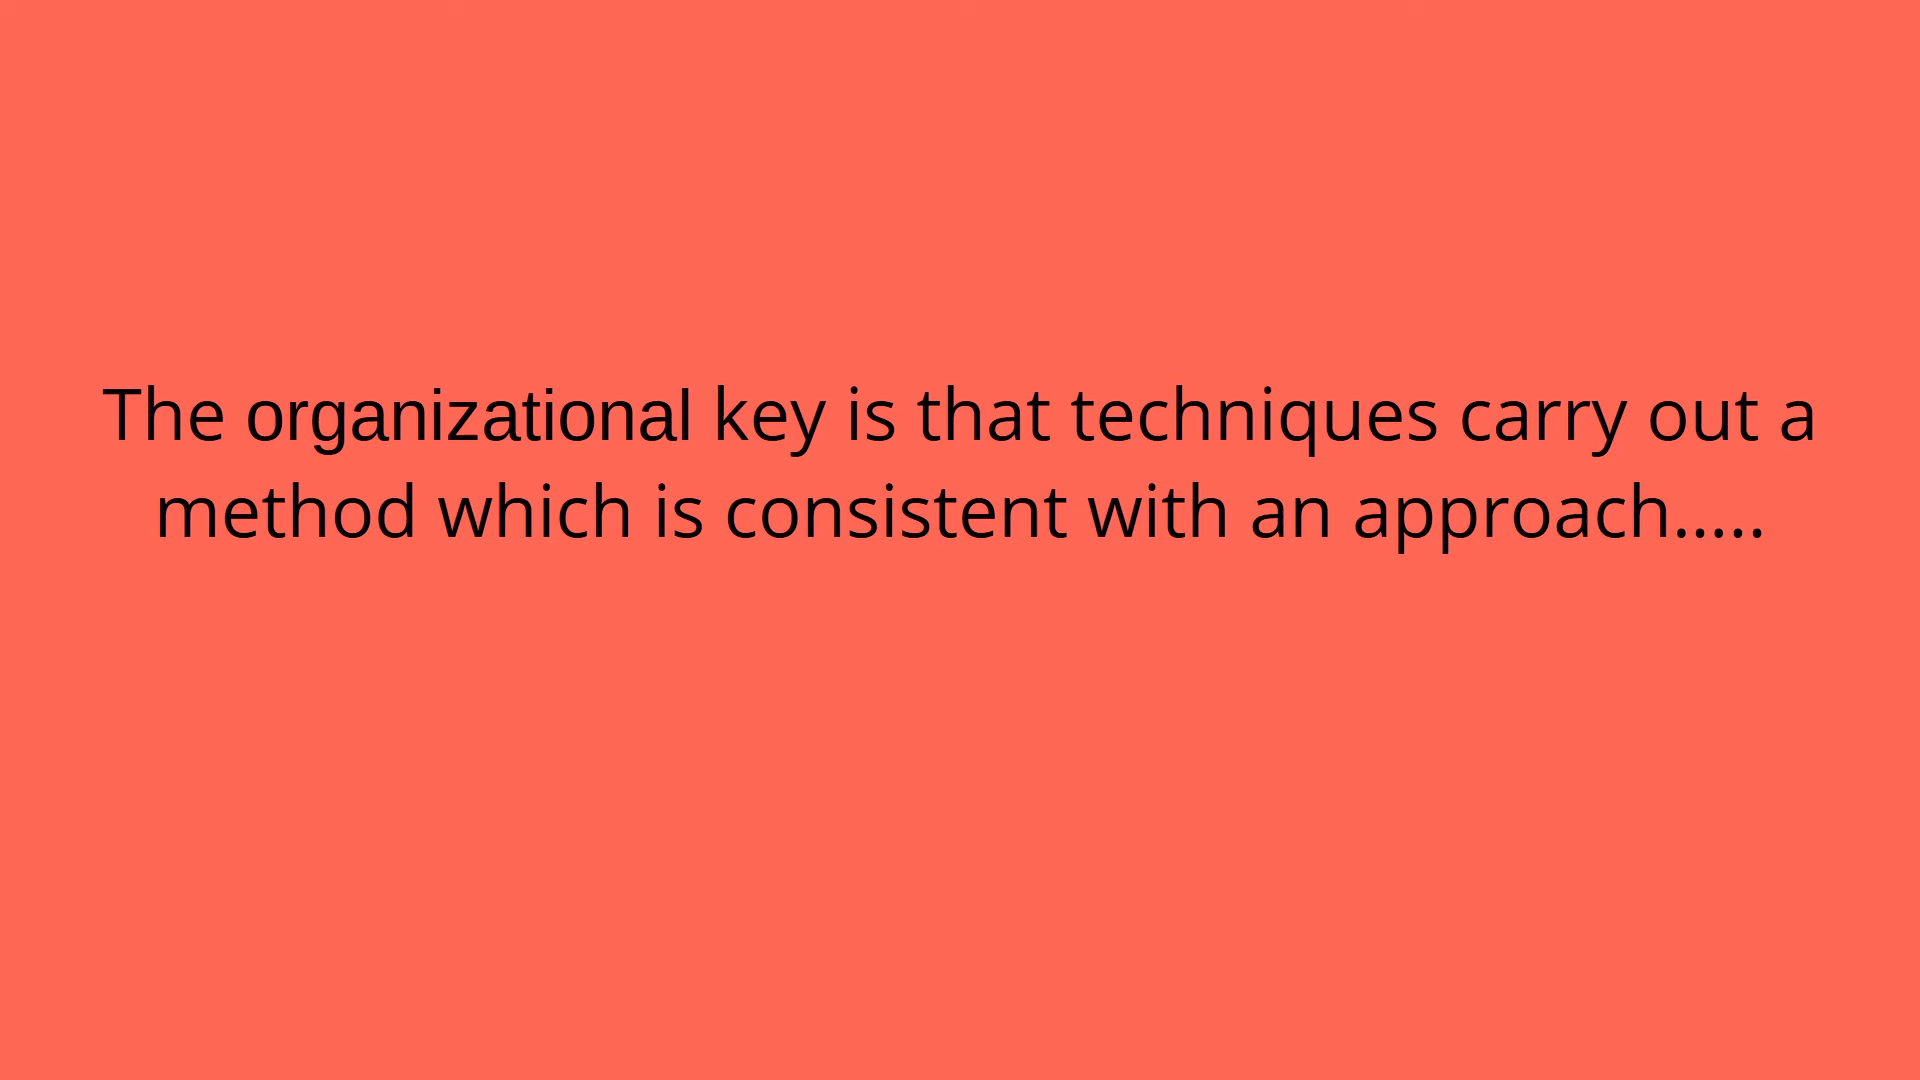 The organizational key is that techniques carry out a
method which is consistent with an approach.....